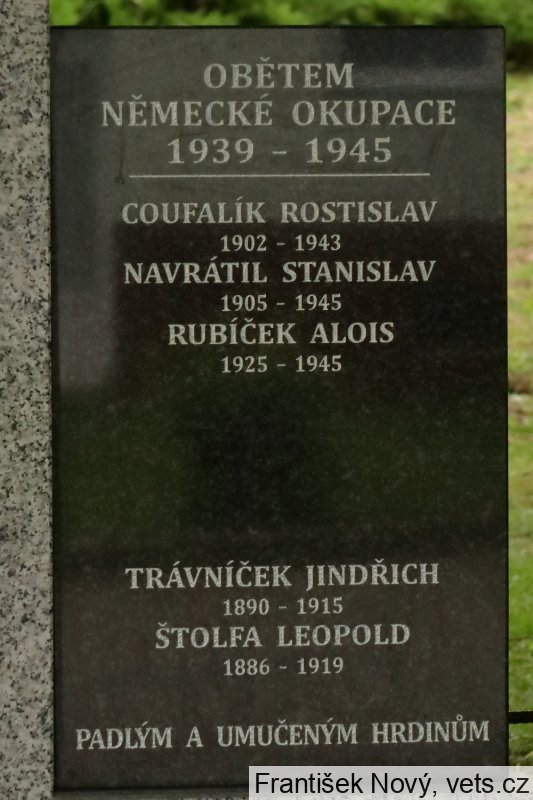 OBĚTEM
NĚMECKÉ OKUPACE
1939 – 1945
COUFALÍK ROSTISLAV
1902 – 1943
NAVRÁTIL STANISLAV
1905 – 1945
RUBÍČEK ALOIS
1925 – 1945
TRÁVNÍČEK JINDŘICH
1890 – 1915
ŠTOLFA LEOPOLD
1886 – 1919
PADLÝM A UMUČENÝM HRDINŮM
František Nový, vets.cz